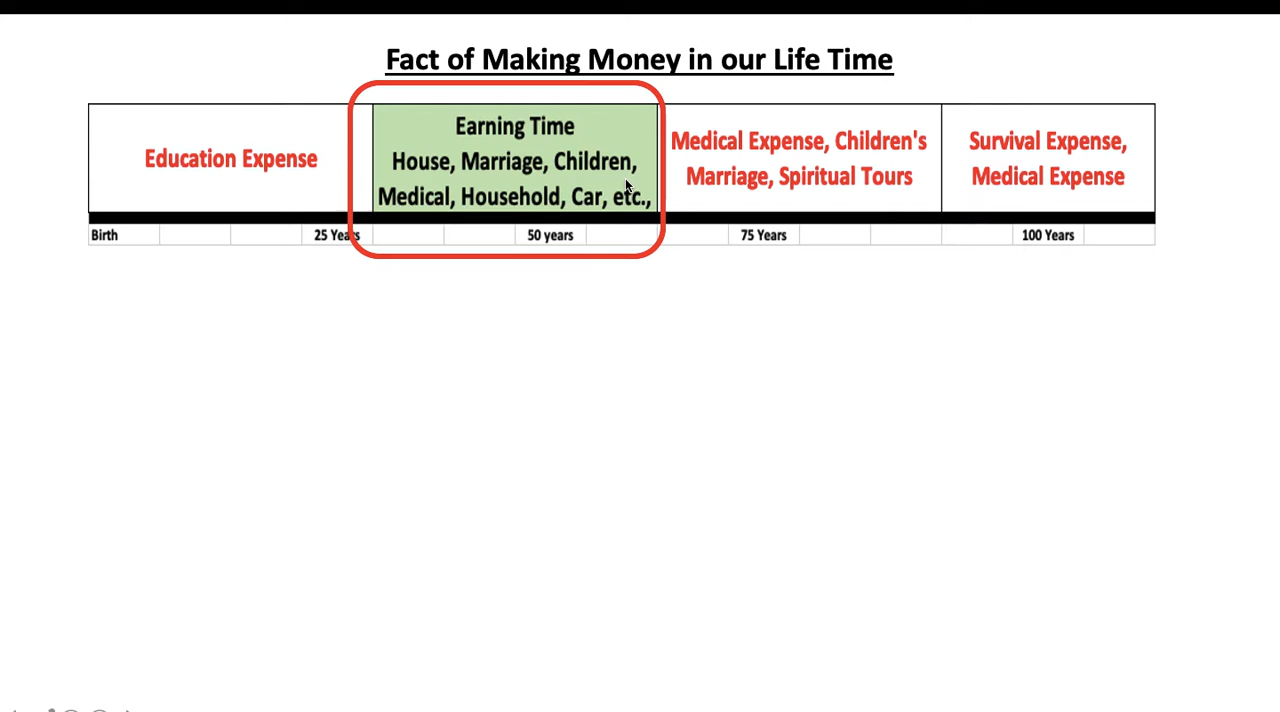 Fact of Making Money in our Life Time
Education Expense
Earning Time
House, Marriage, Children,
Medical, Household, Car, etc.,
Medical Expense, Children's
Marriage, Spiritual Tours
Survival Expense,
Medical Expense
Birth
25 Years
50 years
75 Years
100 Years